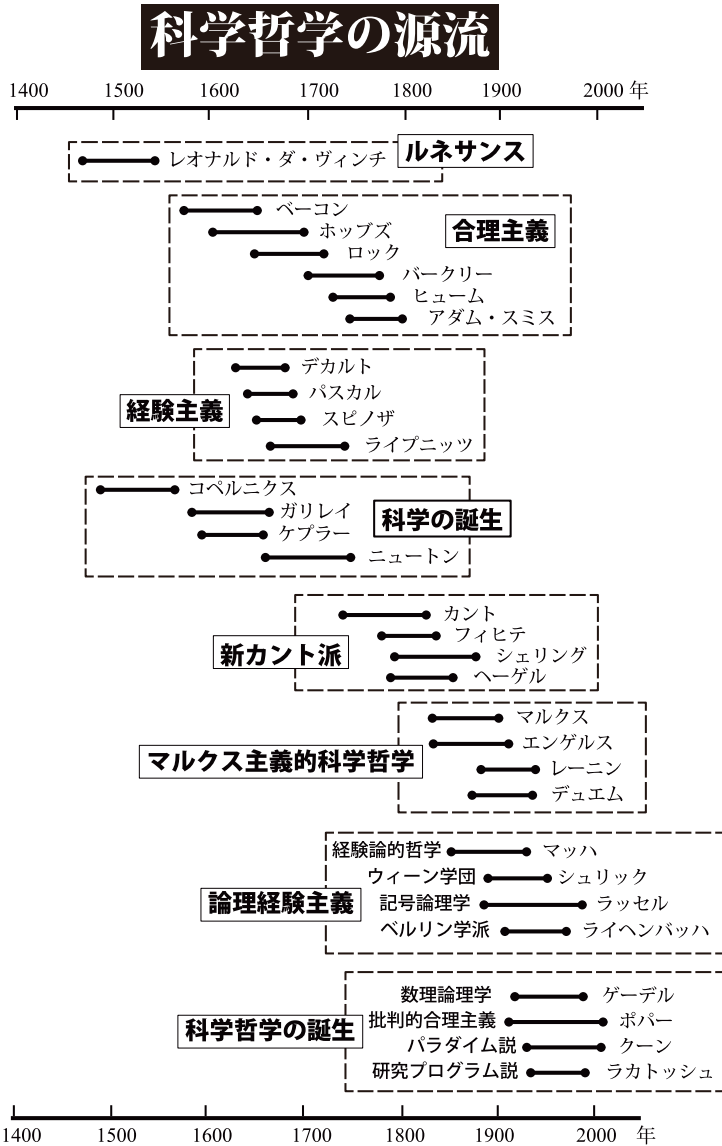 科学哲学の源流
1400 1500 1600 1700 1800 1900 2000 年
レオナルド・ダ・ヴィンチ
ルネサンス
ベーコン
ホッブズ
合理主義
ロック
バークリー
ヒューム
アダム・スミス
デカルト
パスカル
経験主義
スピノザ
ライプニッツ
コペルニクス
ガリレイ
科学の誕生
ケプラー
ニュートン
カント
フィヒテ
新カント派
シェリング
ヘーゲル
マルクス
エンゲルス
マルクス主義的科学哲学
レーニン
デュエム
経験論的哲学 マッハ
ウィーン学団 シュリック
論理経験主義
記号論理学 ラッセル
ベルリン学派 ライヘンバッハ
数理論理学 ゲーデル
批判的合理主義 ポパー
科学哲学の誕生
パラダイム説 クーン
研究プログラム説 ラカトッシュ
1400 1500 1600 1700 1800 1900 2000 年